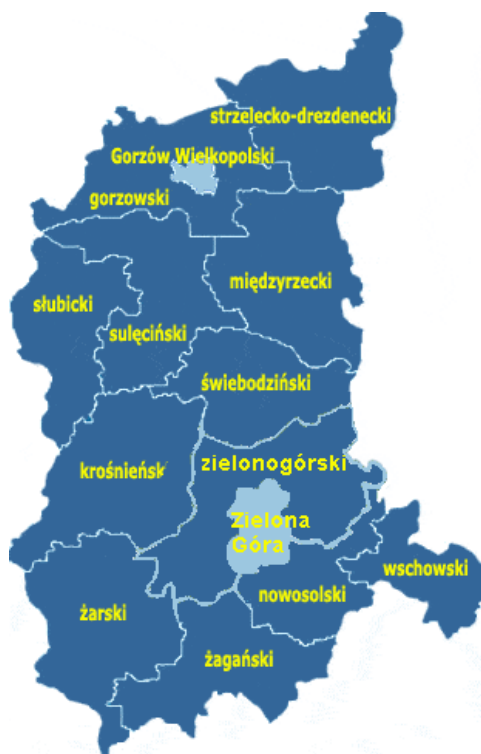 strzelecko-drezdenecki
Gorzów Wielkopolski
gorzowski
międzyrzecki
słubicki
sulęciński
świebodziński
zielonogórski
krośnieńsk
Zielona
Góra
wschowski
nowosolski
żarski
żagański